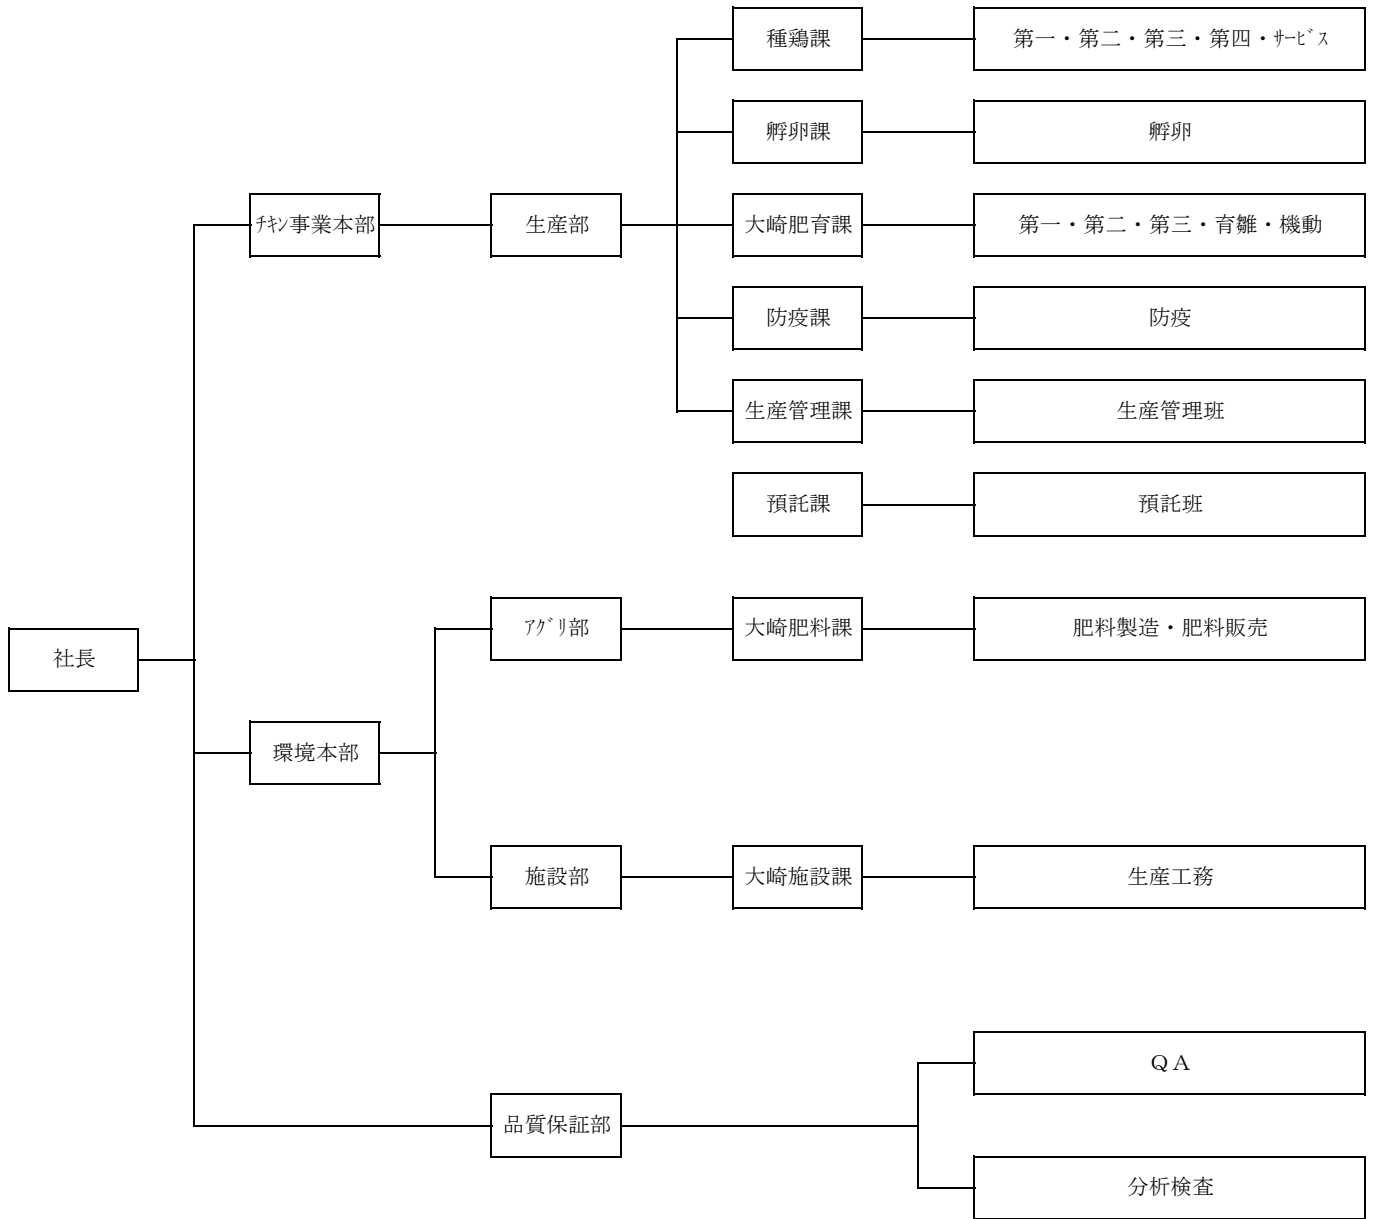 種鶏課
第一・第二・第三・第四・ｻｰﾋﾞｽ
孵卵課
孵卵
ﾁｷﾝ事業本部
生産部
大崎肥育課
第一・第二・第三・育雛・機動
防疫課
防疫
生産管理課
生産管理班
預託課
預託班
社長
ｱｸﾞﾘ部
大崎肥料課
肥料製造・肥料販売
環境本部
施設部
大崎施設課
生産工務
ＱＡ
品質保証部
分析検査